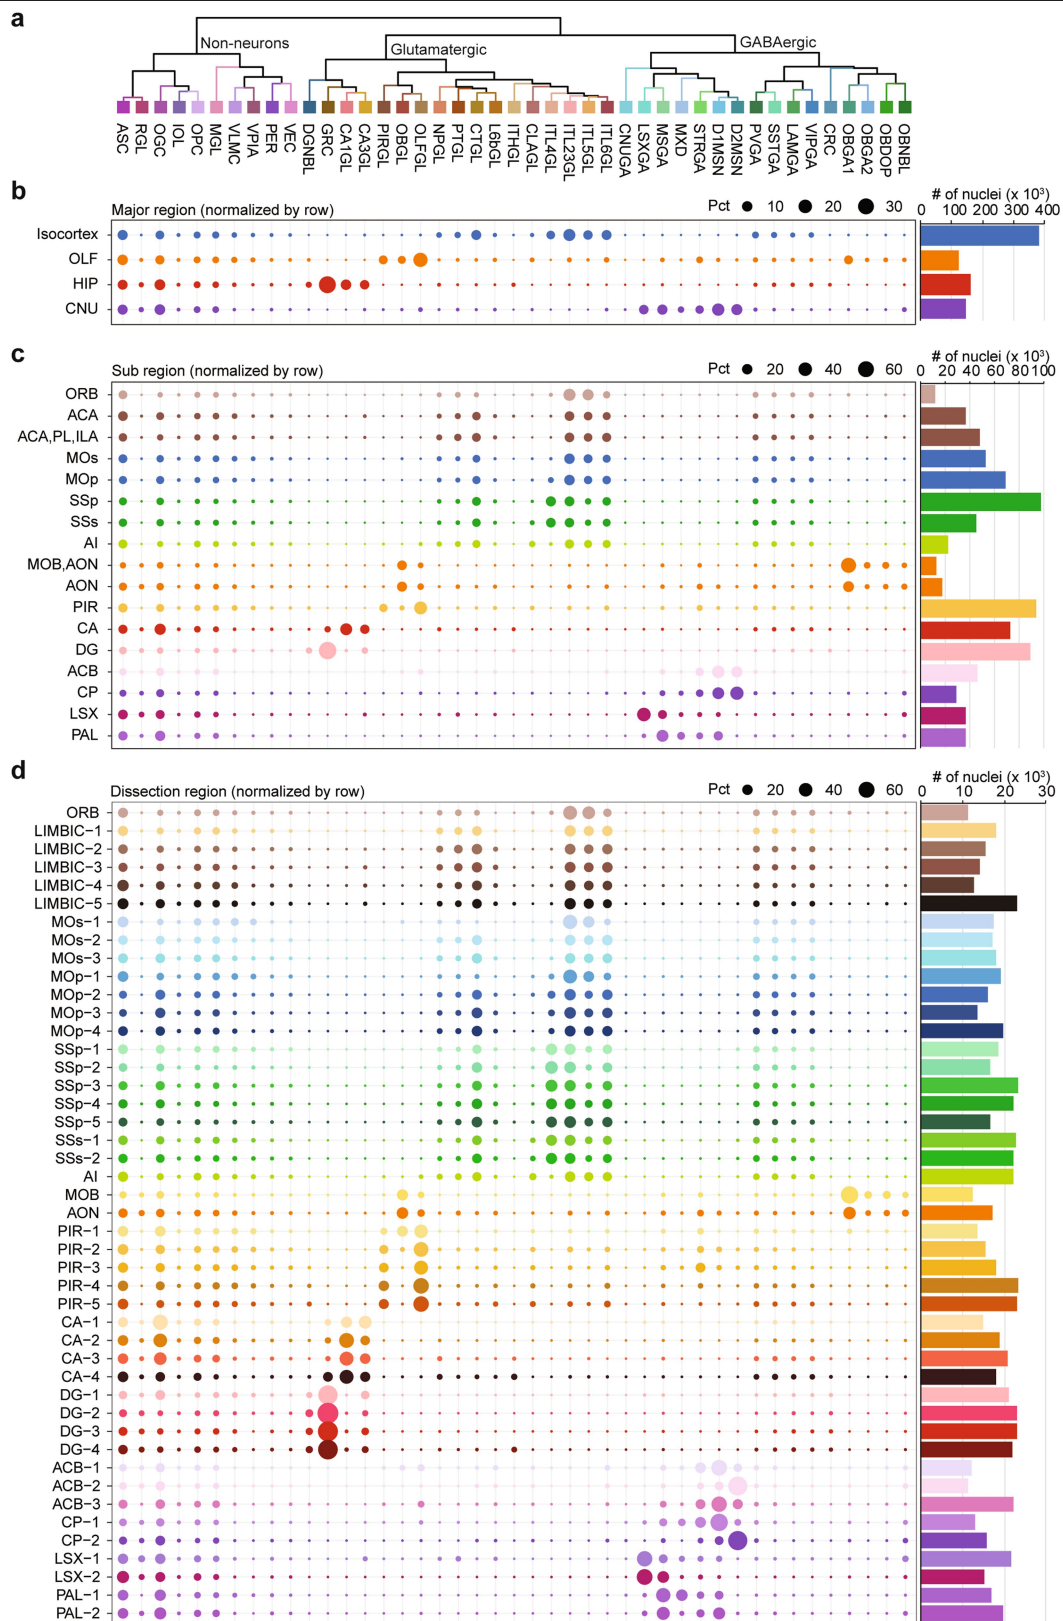 a
Non-neurons
Glutamatergic
GABAergic
ASC RGL OGC IOL OPC MGL VLMC VPIA PER VEC DGNBL GRC CA1GL CA3GL PIRGL OBGL OLFGL NPGL PTGL CTGL L6bGL ITHGL CLAGL ITL4GL ITL23GL ITL5GL ITL6GL CNUGA LSXGA MSGA MXD STRGA D1MSN D2MSN PVGA SSTGA LAMGA VIPGA CRC OBGA1 OBGA2 OBDOP OBNBL
b
Major region (normalized by row)
Pct 10 20 30
# of nuclei (x 10³)
0 100 200 300 400
Isocortex
OLF
HIP
CNU
c
Sub region (normalized by row)
Pct 20 40 60
# of nuclei (x 10³)
0 20 40 60 80 100
ORB
ACA
ACA,PL,ILA
MOs
MOp
SSp
SSs
AI
MOB,AON
AON
PIR
CA
DG
ACB
CP
LSX
PAL
d
Dissection region (normalized by row)
Pct 20 40 60
# of nuclei (x 10³)
0 10 20 30
ORB
LIMBIC-1
LIMBIC-2
LIMBIC-3
LIMBIC-4
LIMBIC-5
MOs-1
MOs-2
MOs-3
MOp-1
MOp-2
MOp-3
MOp-4
SSp-1
SSp-2
SSp-3
SSp-4
SSp-5
SSs-1
SSs-2
AI
MOB
AON
PIR-1
PIR-2
PIR-3
PIR-4
PIR-5
CA-1
CA-2
CA-3
CA-4
DG-1
DG-2
DG-3
DG-4
ACB-1
ACB-2
ACB-3
CP-1
CP-2
LSX-1
LSX-2
PAL-1
PAL-2